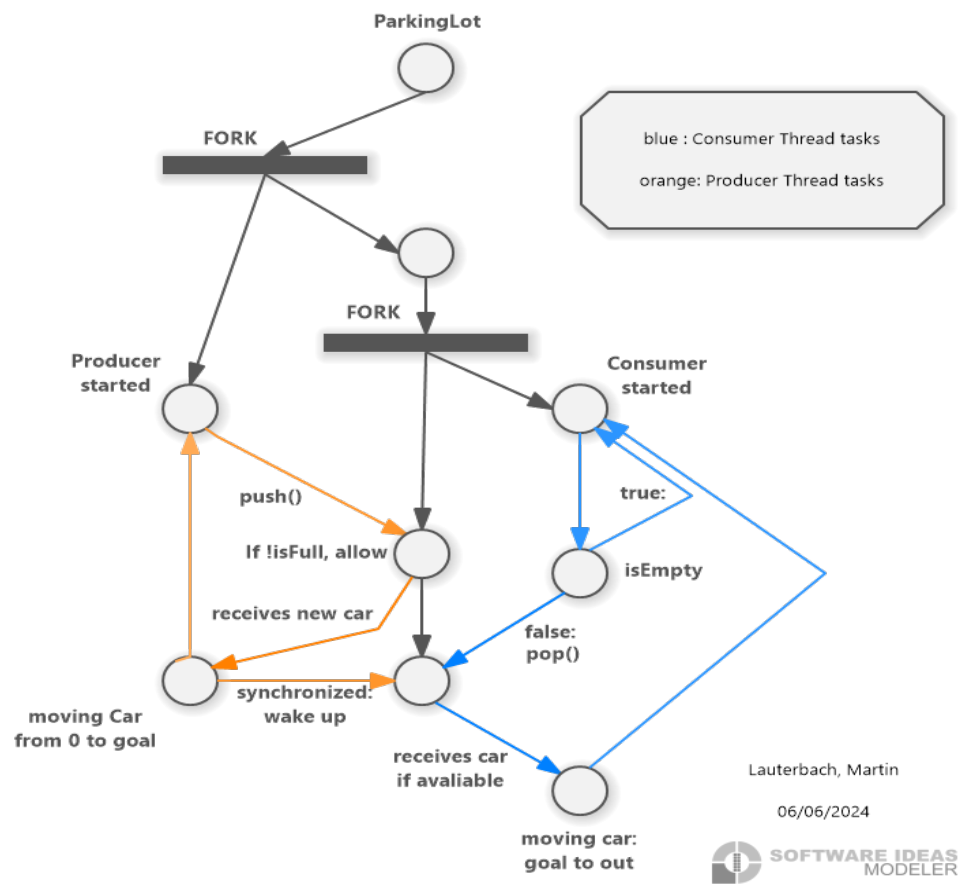 ParkingLot
FORK
blue : Consumer Thread tasks
orange: Producer Thread tasks
FORK
Producer
started
Consumer
started
push()
true:
If !isFull, allow
isEmpty
receives new car
false:
pop()
synchronized:
wake up
moving Car
from 0 to goal
receives car
if avaliable
Lauterbach, Martin
06/06/2024
moving car:
goal to out
SOFTWARE IDEAS
MODELER